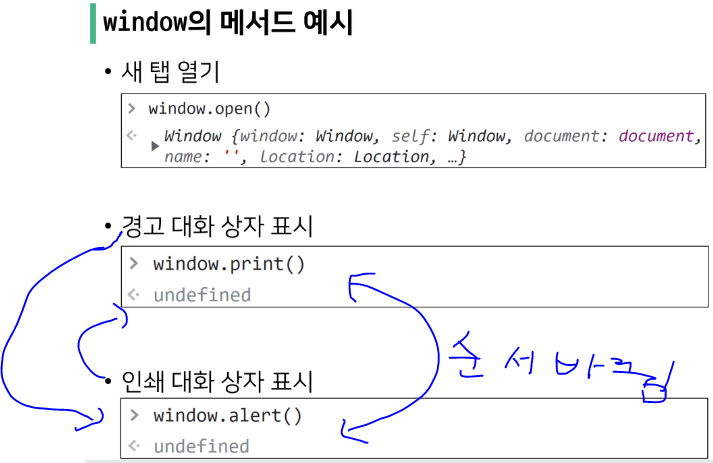 window의 메서드 예시
• 새 탭 열기
> window.open()
<· ▶ Window {window: Window, self: Window, document: document,
name: '', Location: Location, …}
• 경고 대화 상자 표시
> window.print()
<· undefined
순서바뀜
• 인쇄 대화 상자 표시
> window.alert()
<· undefined